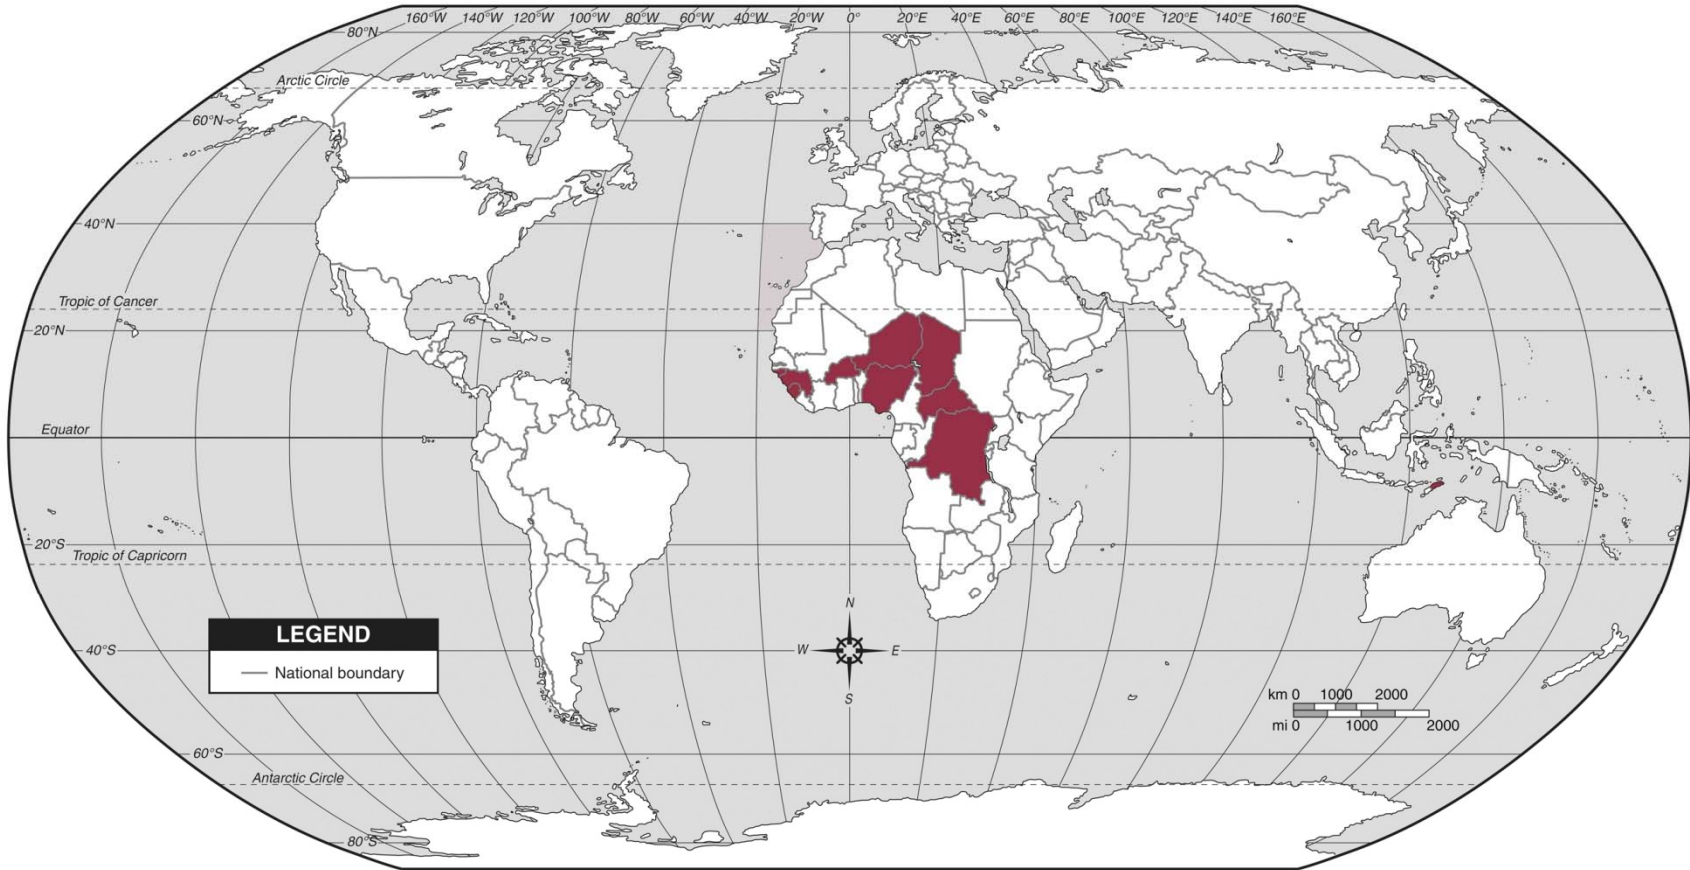 160°W 140°W 120°W 100°W 80°W 60°W 40°W 20°W 0° 20°E 40°E 60°E 80°E 100°E 120°E 140°E 160°E
80°N
Arctic Circle
60°N
40°N
Tropic of Cancer
20°N
Equator
20°S
Tropic of Capricorn
N
W E
S
LEGEND
National boundary
40°S
km 0 1000 2000
mi 0 1000 2000
60°S
Antarctic Circle
80°S